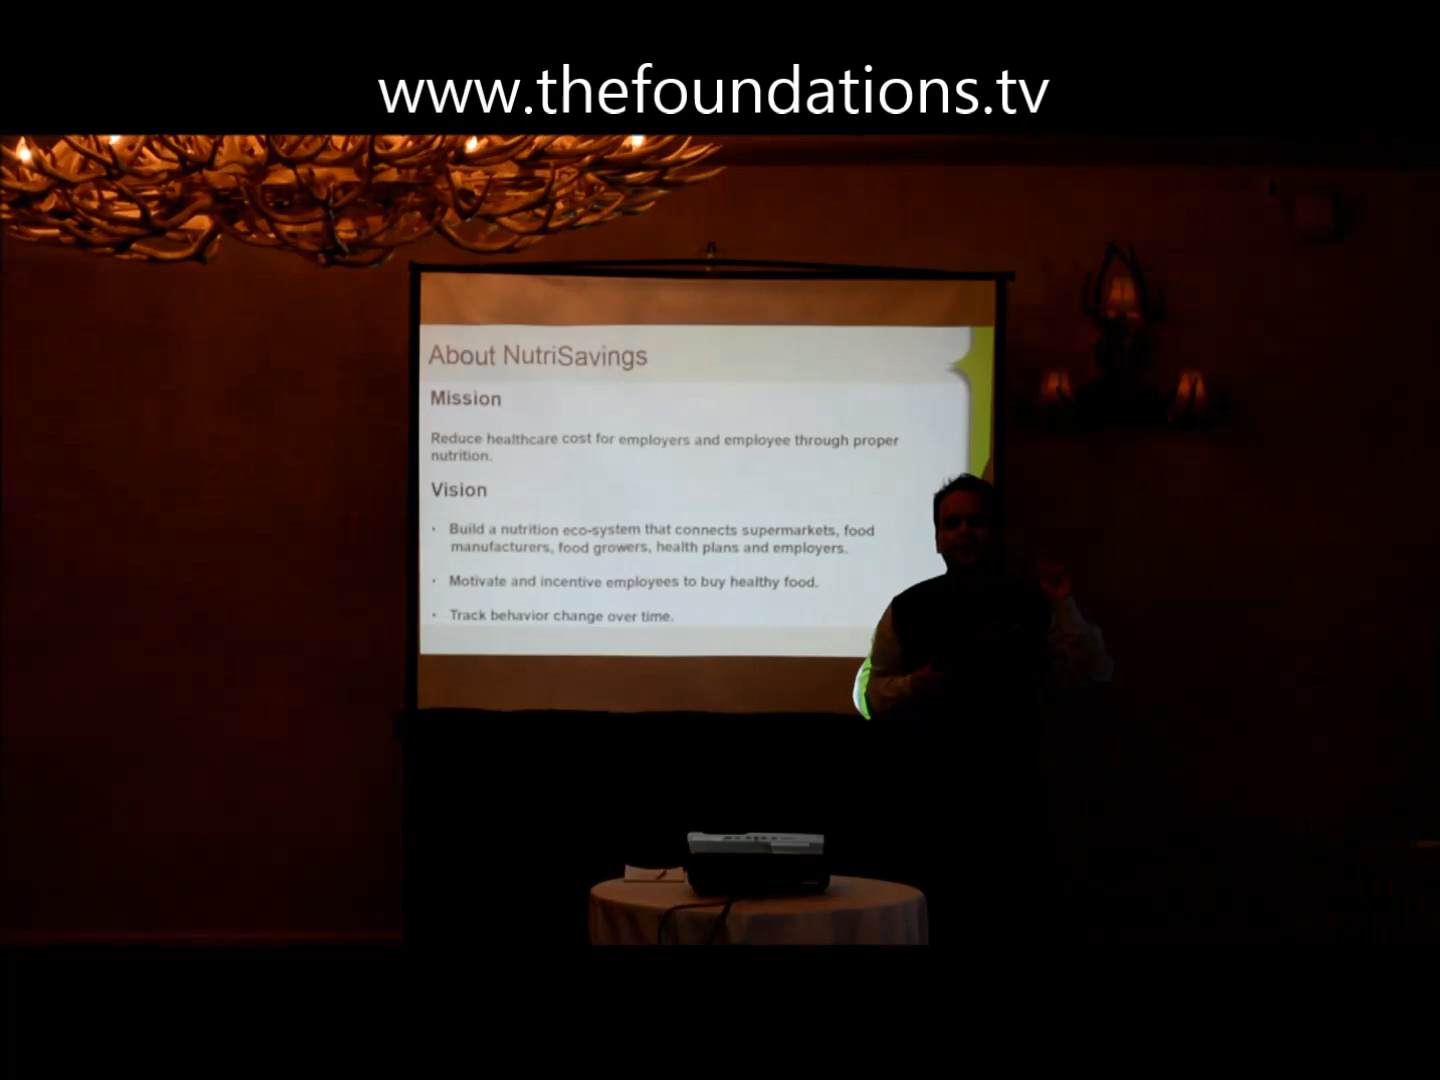 www.thefoundations.tv
About NutriSavings
Mission
Reduce healthcare cost for employers and employee through proper
nutrition.
Vision
• Build a nutrition eco-system that connects supermarkets, food
manufacturers, food growers, health plans and employers.
• Motivate and incentive employees to buy healthy food.
• Track behavior change over time.